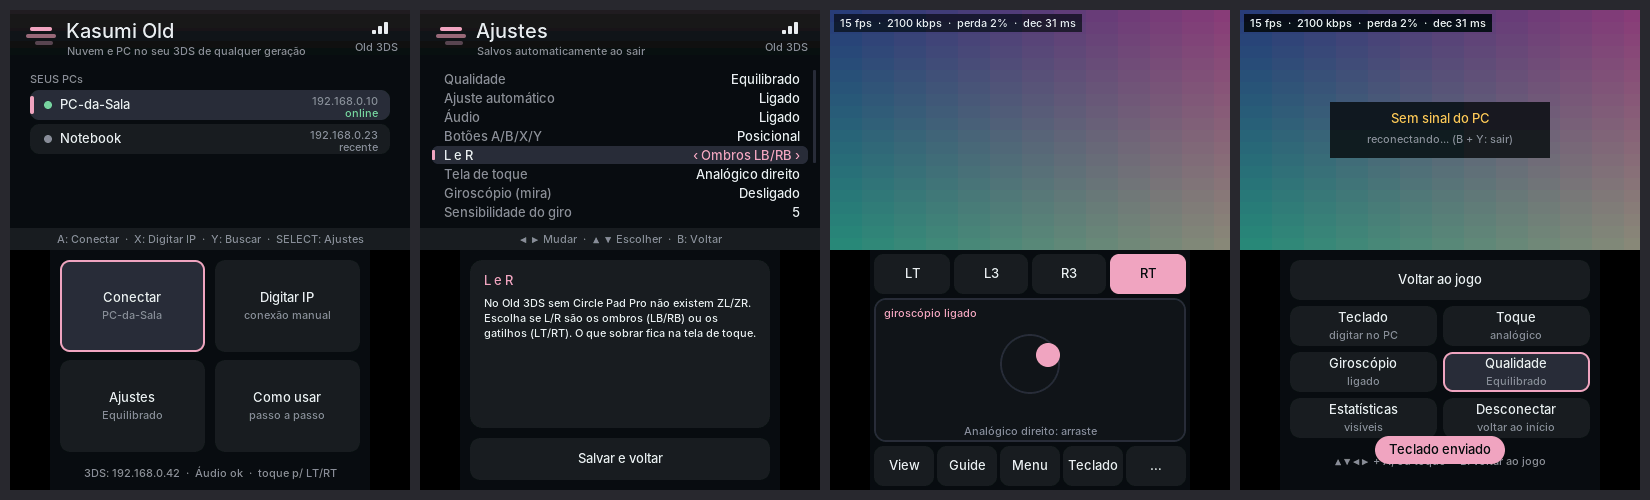 Kasumi Old
Nuvem e PC no seu 3DS de qualquer geração
Old 3DS
SEUS PCs
PC-da-Sala
192.168.0.10
online
Notebook
192.168.0.23
recente
A: Conectar · X: Digitar IP · Y: Buscar · SELECT: Ajustes
Conectar
PC-da-Sala
Digitar IP
conexão manual
Ajustes
Equilibrado
Como usar
passo a passo
3DS: 192.168.0.42 · Áudio ok · toque p/ LT/RT
Ajustes
Salvos automaticamente ao sair
Old 3DS
Qualidade Equilibrado
Ajuste automático Ligado
Áudio Ligado
Botões A/B/X/Y Posicional
L e R ‹ Ombros LB/RB ›
Tela de toque Analógico direito
Giroscópio (mira) Desligado
Sensibilidade do giro 5
◄ ► Mudar · ▲ ▼ Escolher · B: Voltar
L e R
No Old 3DS sem Circle Pad Pro não existem ZL/ZR.
Escolha se L/R são os ombros (LB/RB) ou os
gatilhos (LT/RT). O que sobrar fica na tela de toque.
Salvar e voltar
15 fps · 2100 kbps · perda 2% · dec 31 ms
LT L3 R3 RT
giroscópio ligado
Analógico direito: arraste
View Guide Menu Teclado ...
15 fps · 2100 kbps · perda 2% · dec 31 ms
Sem sinal do PC
reconectando... (B + Y: sair)
Voltar ao jogo
Teclado
digitar no PC
Toque
analógico
Giroscópio
ligado
Qualidade
Equilibrado
Estatísticas
visíveis
Desconectar
voltar ao início
Teclado enviado
▲▼◄► ao jogo